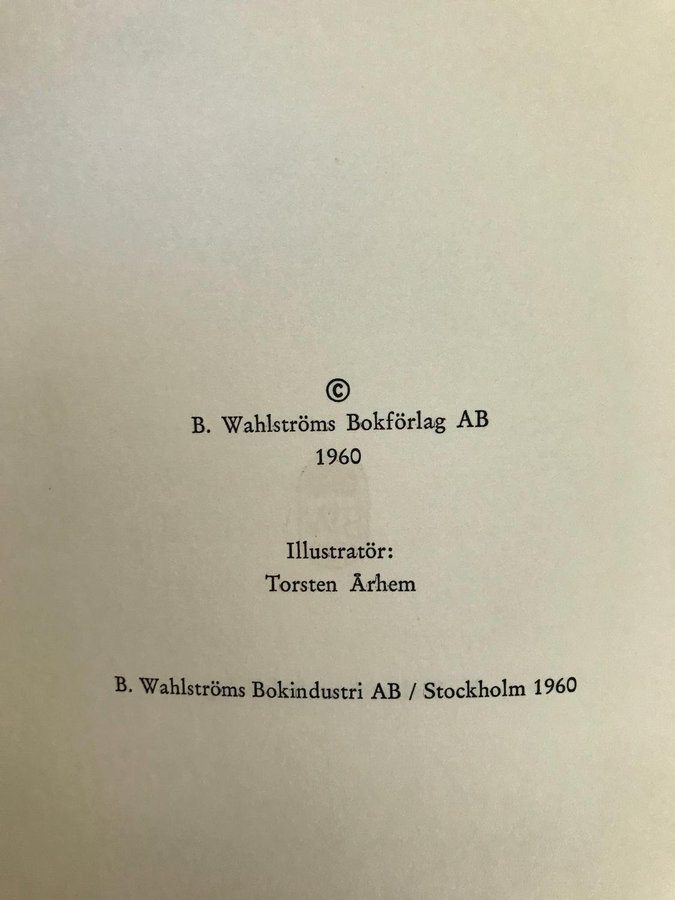 ©
B. Wahlströms Bokförlag AB
1960
Illustratör:
Torsten Århem
B. Wahlströms Bokindustri AB / Stockholm 1960